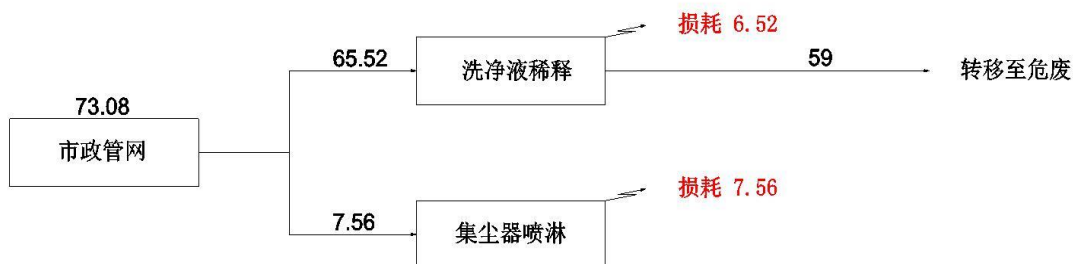 损耗 6.52
65.52
洗净液稀释
59
转移至危废
73.08
市政管网
损耗 7.56
7.56
集尘器喷淋